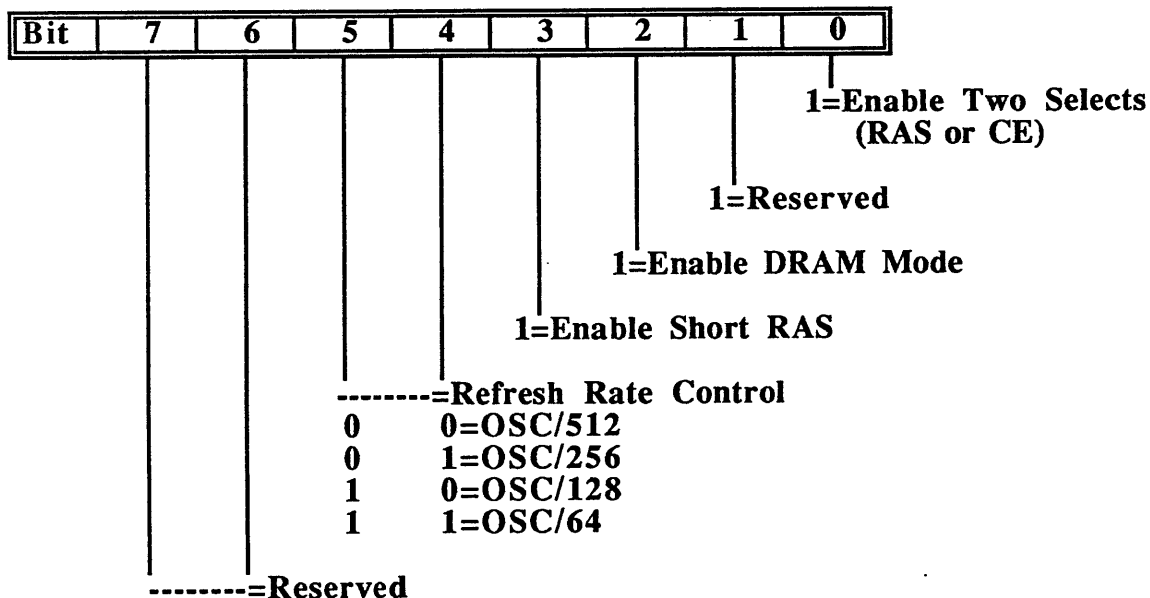 Bit 7 6 5 4 3 2 1 0
1=Enable Two Selects
(RAS or CE)
1=Reserved
1=Enable DRAM Mode
1=Enable Short RAS
--------=Refresh Rate Control
0 0=OSC/512
0 1=OSC/256
1 0=OSC/128
1 1=OSC/64
--------=Reserved